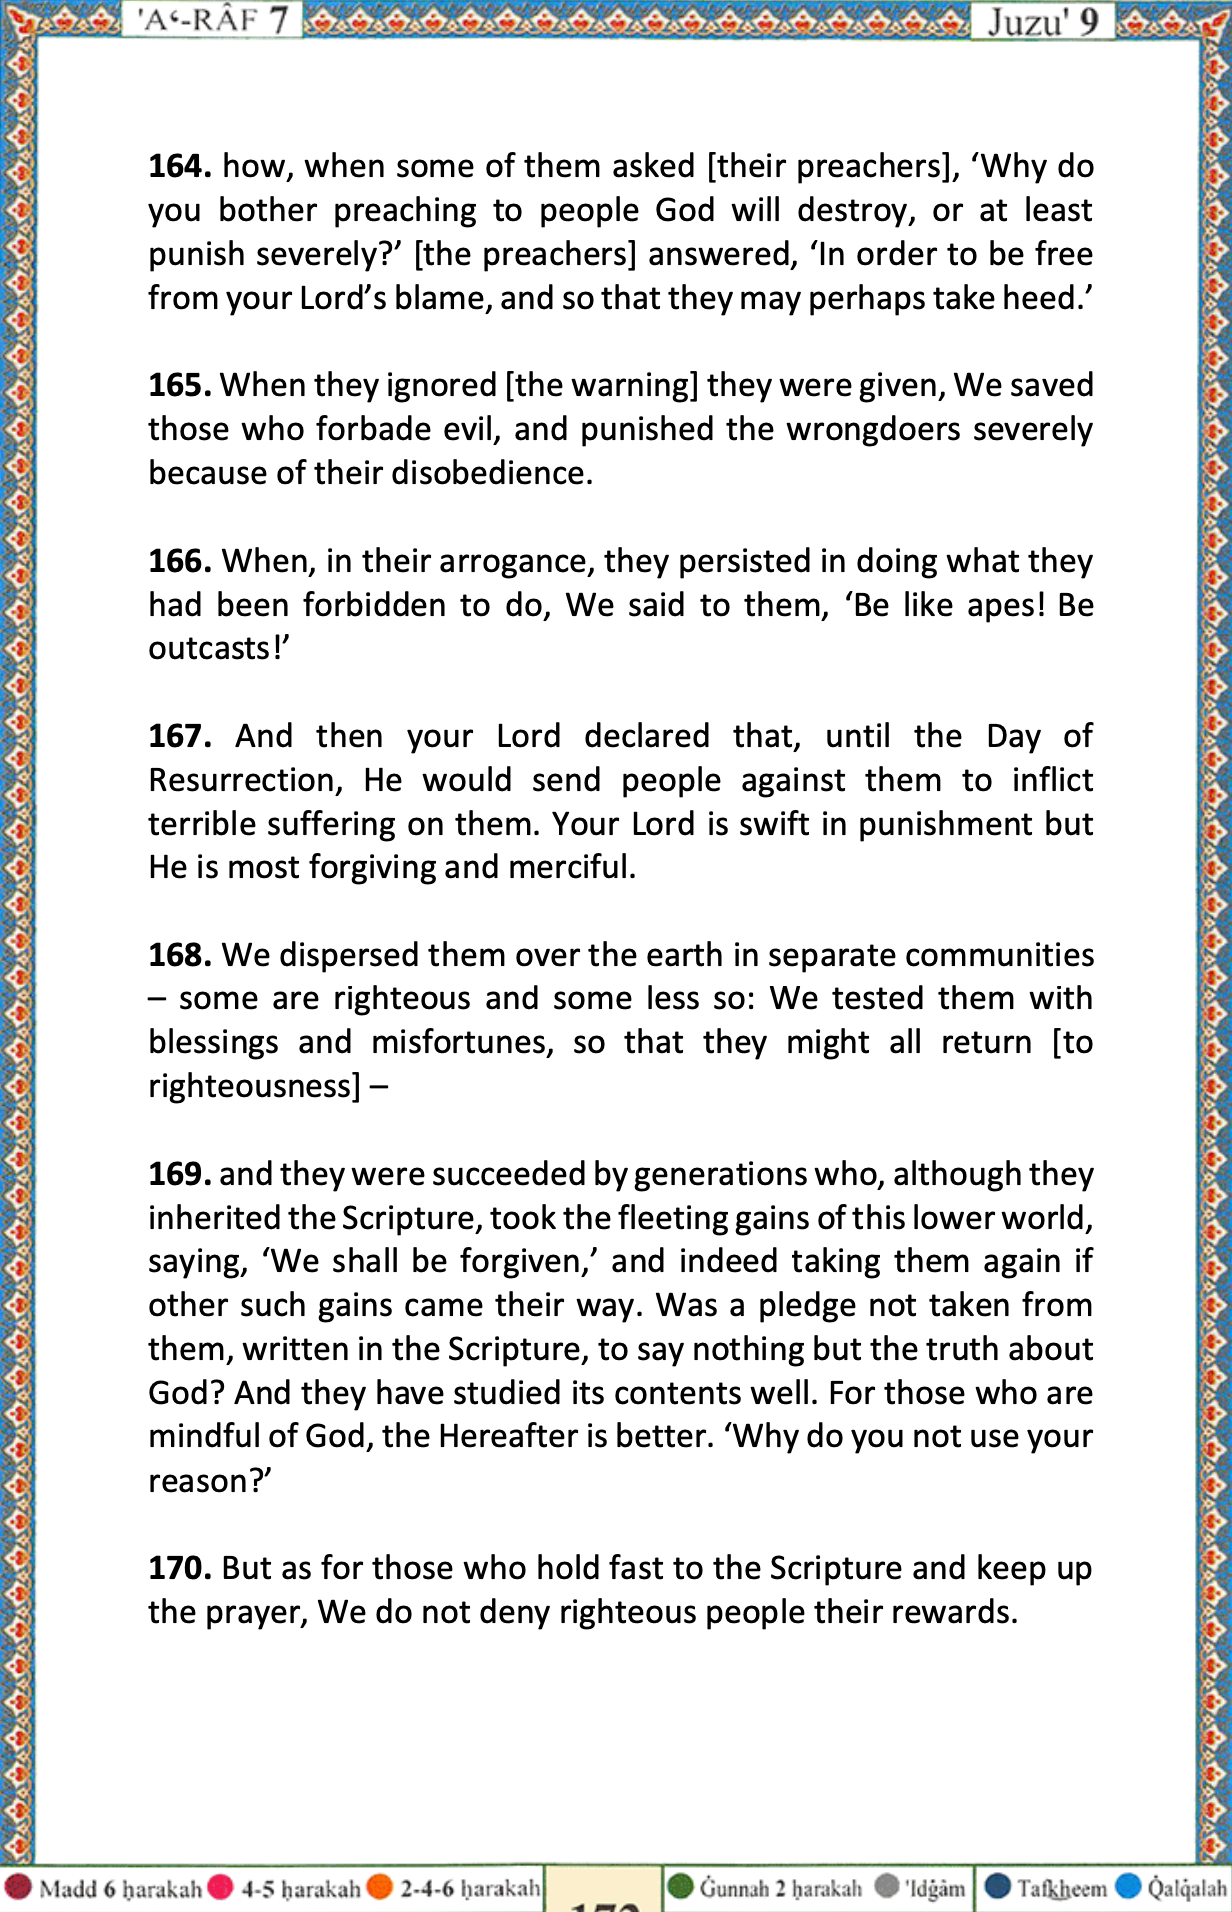 'Aʿ-RÂF 7
Juzu' 9
164. how, when some of them asked [their preachers], ‘Why do
you bother preaching to people God will destroy, or at least
punish severely?’ [the preachers] answered, ‘In order to be free
from your Lord’s blame, and so that they may perhaps take heed.’
165. When they ignored [the warning] they were given, We saved
those who forbade evil, and punished the wrongdoers severely
because of their disobedience.
166. When, in their arrogance, they persisted in doing what they
had been forbidden to do, We said to them, ‘Be like apes! Be
outcasts!’
167. And then your Lord declared that, until the Day of
Resurrection, He would send people against them to inflict
terrible suffering on them. Your Lord is swift in punishment but
He is most forgiving and merciful.
168. We dispersed them over the earth in separate communities
– some are righteous and some less so: We tested them with
blessings and misfortunes, so that they might all return [to
righteousness] –
169. and they were succeeded by generations who, although they
inherited the Scripture, took the fleeting gains of this lower world,
saying, ‘We shall be forgiven,’ and indeed taking them again if
other such gains came their way. Was a pledge not taken from
them, written in the Scripture, to say nothing but the truth about
God? And they have studied its contents well. For those who are
mindful of God, the Hereafter is better. ‘Why do you not use your
reason?’
170. But as for those who hold fast to the Scripture and keep up
the prayer, We do not deny righteous people their rewards.
Madd 6 ḥarakah 4-5 ḥarakah 2-4-6 ḥarakah Ġunnah 2 ḥarakah 'Idġâm Tafkheem Q̇alq̇alah